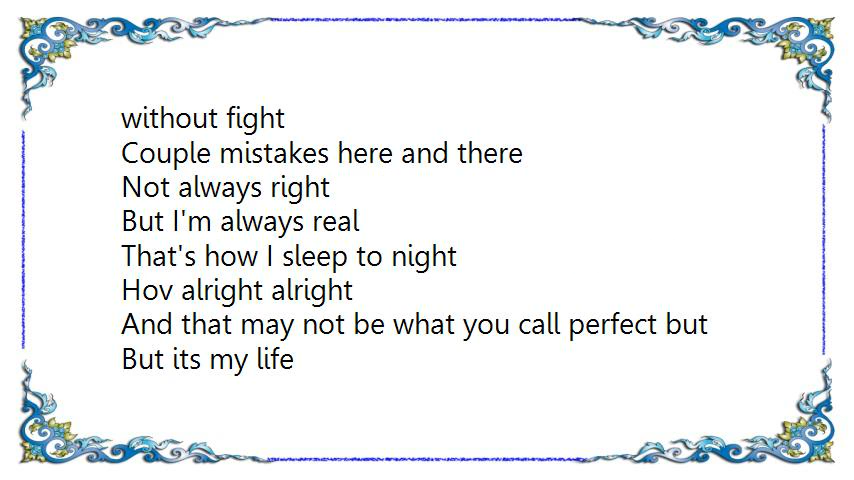 without fight
Couple mistakes here and there
Not always right
But I'm always real
That's how I sleep to night
Hov alright alright
And that may not be what you call perfect but
But its my life